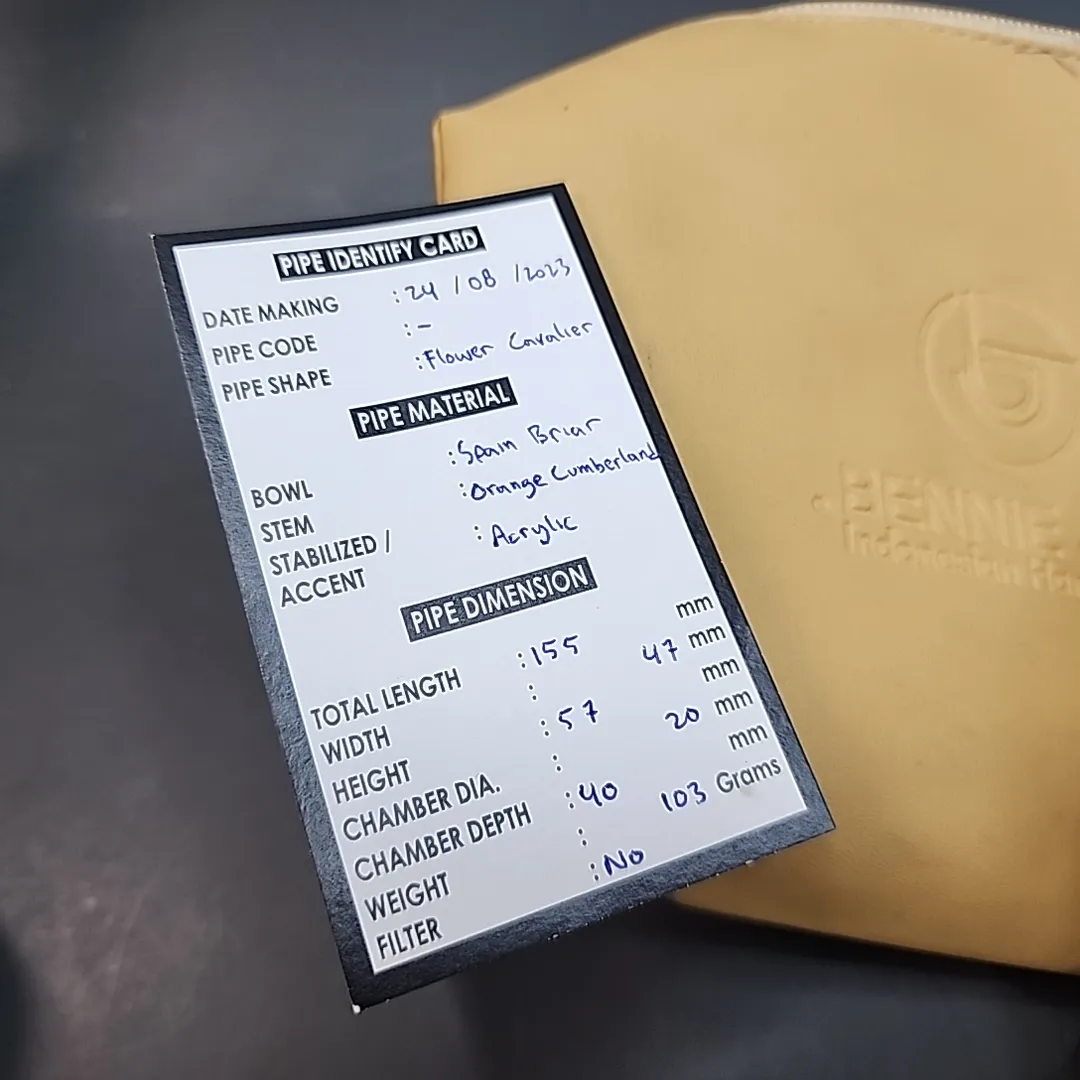 PIPE IDENTIFY CARD
DATE MAKING : 24 / 08 / 2023
PIPE CODE : -
PIPE SHAPE : Flower Cavalier
PIPE MATERIAL
BOWL : Spain Briar
STEM : Orange Cumberland
STABILIZED / ACCENT : Acrylic
PIPE DIMENSION
TOTAL LENGTH : 155 mm
WIDTH : 47 mm
HEIGHT : 57 mm
CHAMBER DIA. : 20 mm
CHAMBER DEPTH : 40 mm
WEIGHT : 103 Grams
FILTER : No
BENNIE
Indonesian